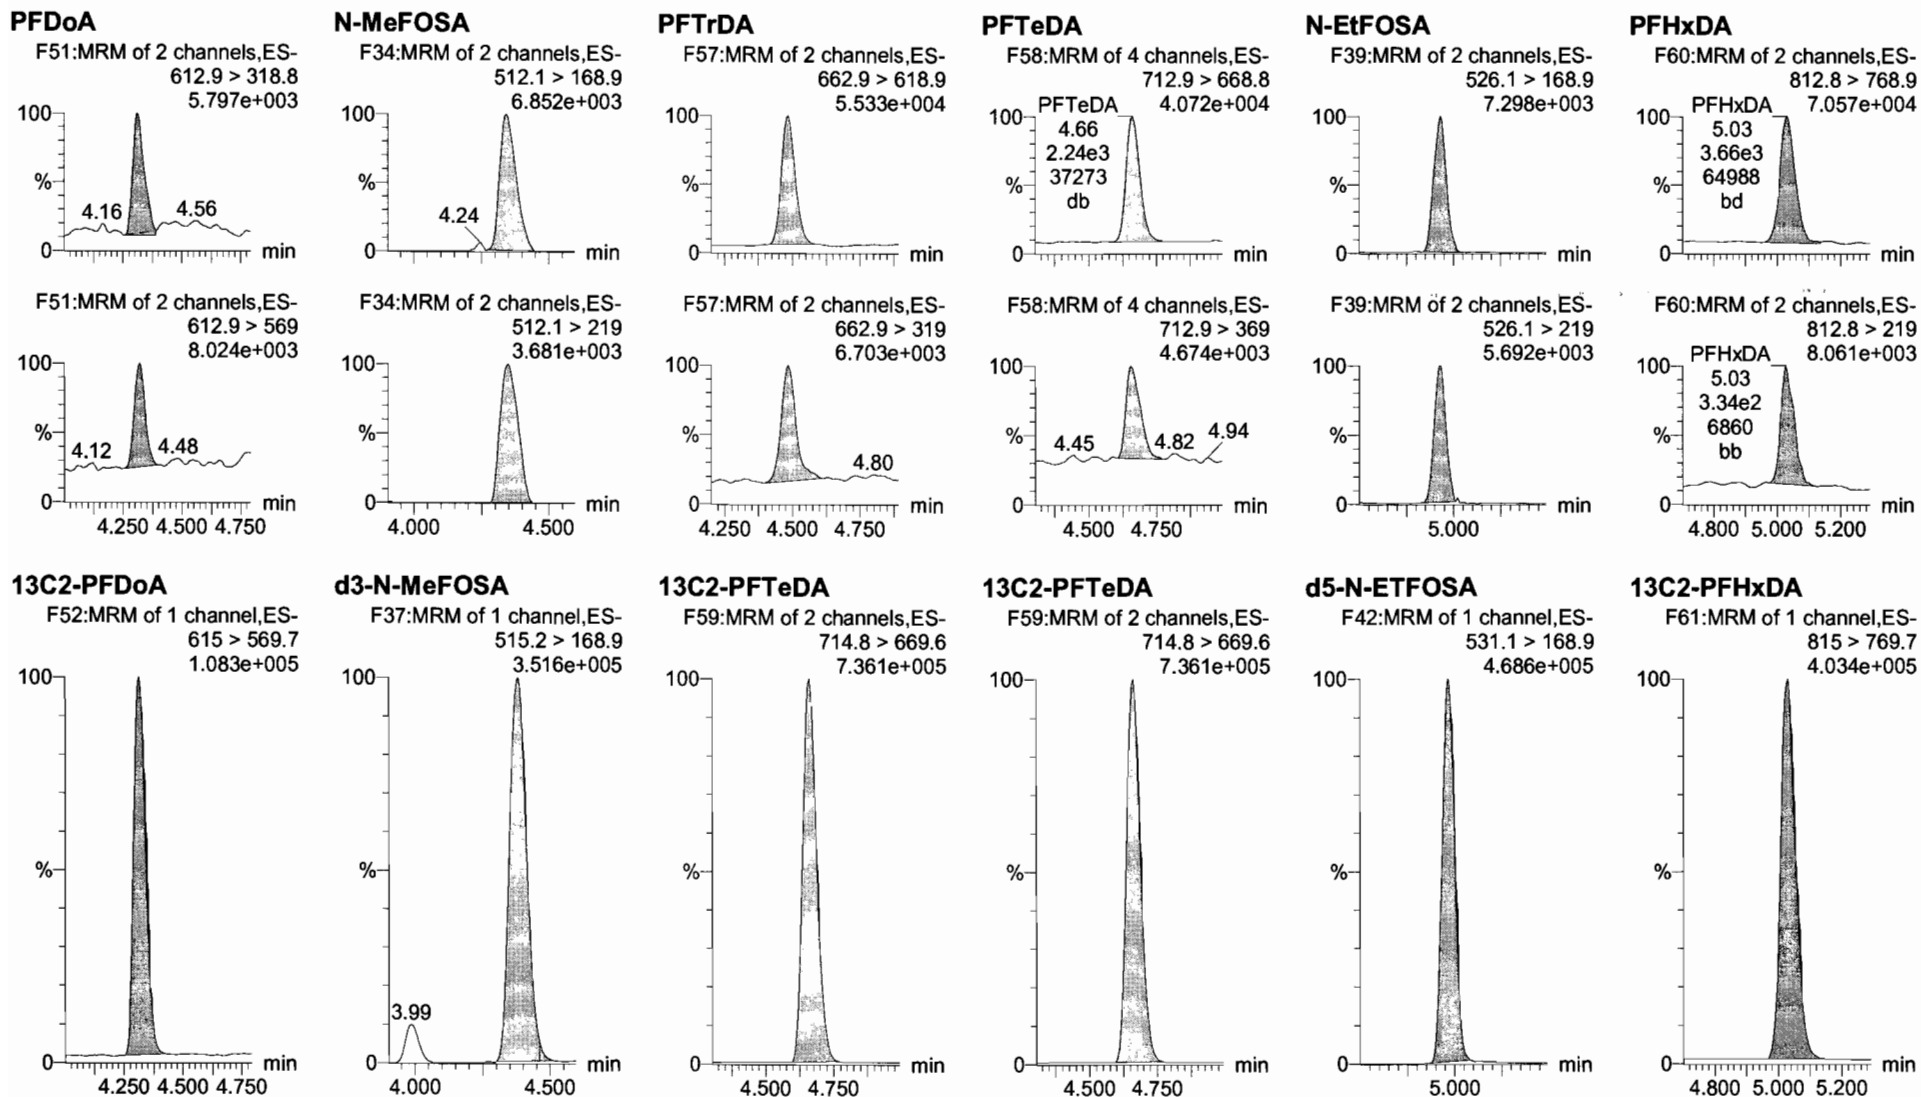 PFDoA
F51:MRM of 2 channels,ES-
612.9 > 318.8
5.797e+003
100
%
4.16
4.56
0
min
F51:MRM of 2 channels,ES-
612.9 > 569
8.024e+003
100
%
4.12
4.48
0
min
4.250 4.500 4.750
N-MeFOSA
F34:MRM of 2 channels,ES-
512.1 > 168.9
6.852e+003
100
%
4.24
0
min
F34:MRM of 2 channels,ES-
512.1 > 219
3.681e+003
100
%
0
min
4.000 4.500
PFTrDA
F57:MRM of 2 channels,ES-
662.9 > 618.9
5.533e+004
100
%
0
min
F57:MRM of 2 channels,ES-
662.9 > 319
6.703e+003
100
%
4.80
0
min
4.250 4.500 4.750
PFTeDA
F58:MRM of 4 channels,ES-
712.9 > 668.8
4.072e+004
PFTeDA
100
4.66
2.24e3
37273
db
%
0
min
F58:MRM of 4 channels,ES-
712.9 > 369
4.674e+003
100
%
4.45
4.82
4.94
0
min
4.500 4.750
N-EtFOSA
F39:MRM of 2 channels,ES-
526.1 > 168.9
7.298e+003
100
%
0
min
F39:MRM of 2 channels,ES-
526.1 > 219
5.692e+003
100
%
0
min
5.000
PFHxDA
F60:MRM of 2 channels,ES-
812.8 > 768.9
7.057e+004
PFHxDA
100
5.03
3.66e3
64988
bd
%
0
min
F60:MRM of 2 channels,ES-
812.8 > 219
8.061e+003
PFHxDA
100
5.03
3.34e2
6860
bb
%
0
min
4.800 5.000 5.200
13C2-PFDoA
F52:MRM of 1 channel,ES-
615 > 569.7
1.083e+005
100
%
0
min
4.250 4.500 4.750
d3-N-MeFOSA
F37:MRM of 1 channel,ES-
515.2 > 168.9
3.516e+005
100
%
3.99
0
min
4.000 4.500
13C2-PFTeDA
F59:MRM of 2 channels,ES-
714.8 > 669.6
7.361e+005
100
%
0
min
4.500 4.750
13C2-PFTeDA
F59:MRM of 2 channels,ES-
714.8 > 669.6
7.361e+005
100
%
0
min
4.500 4.750
d5-N-ETFOSA
F42:MRM of 1 channel,ES-
531.1 > 168.9
4.686e+005
100
%
0
min
5.000
13C2-PFHxDA
F61:MRM of 1 channel,ES-
815 > 769.7
4.034e+005
100
%
0
min
4.800 5.000 5.200